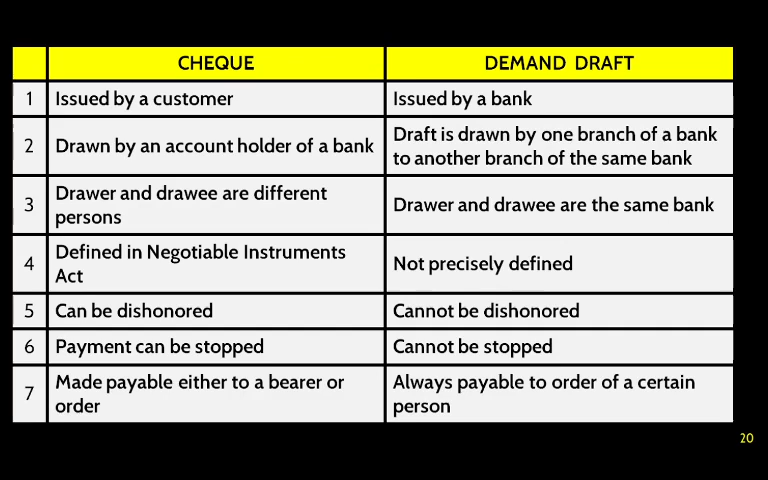 CHEQUE DEMAND DRAFT
1 Issued by a customer Issued by a bank
2 Drawn by an account holder of a bank Draft is drawn by one branch of a bank
to another branch of the same bank
3 Drawer and drawee are different
persons Drawer and drawee are the same bank
4 Defined in Negotiable Instruments
Act Not precisely defined
5 Can be dishonored Cannot be dishonored
6 Payment can be stopped Cannot be stopped
7 Made payable either to a bearer or
order Always payable to order of a certain
person
20